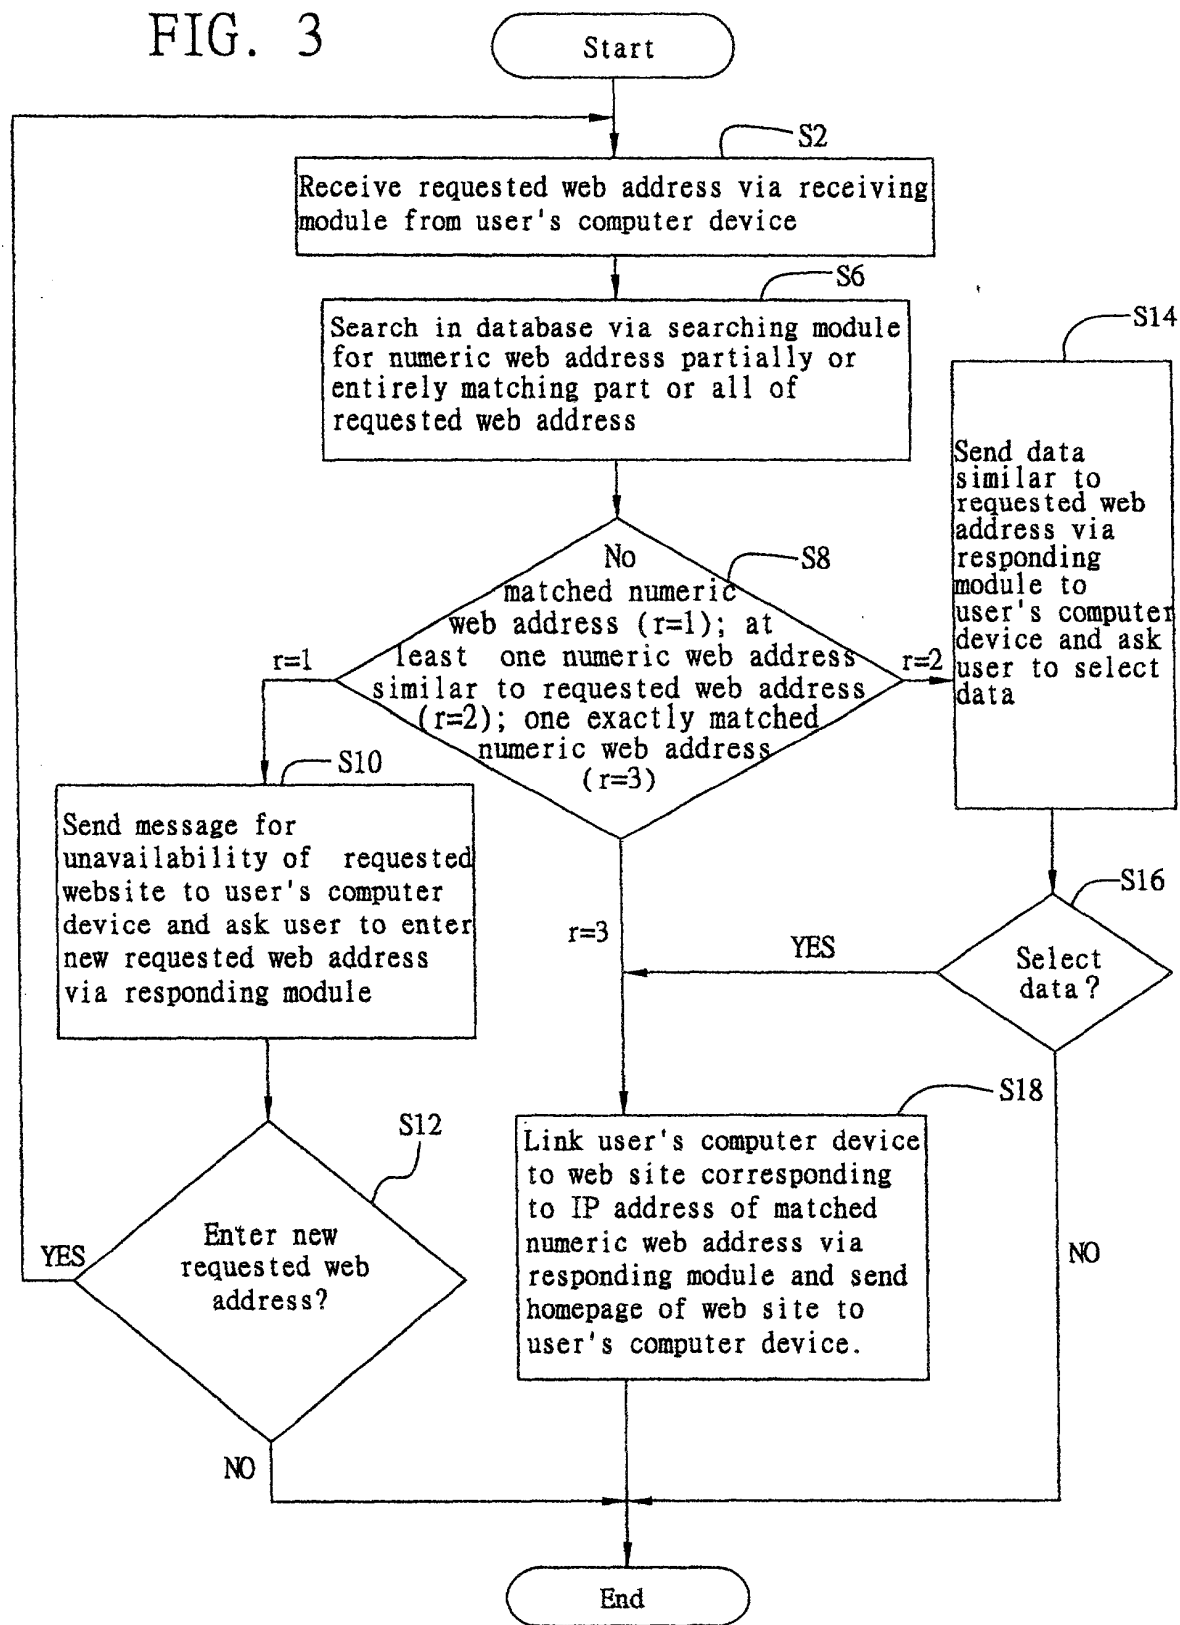 FIG. 3
Start
S2
Receive requested web address via receiving
module from user's computer device
S6
Search in database via searching module
for numeric web address partially or
entirely matching part or all of
requested web address
S14
Send data
similar to
requested web
address via
responding
module to
user's computer
device and ask
user to select
data
S8
No
matched numeric
web address (r=1); at
least one numeric web address
similar to requested web address
(r=2); one exactly matched
numeric web address
(r=3)
r=1
r=2
r=3
S10
Send message for
unavailability of requested
website to user's computer
device and ask user to enter
new requested web address
via responding module
S16
Select
data?
YES
NO
S12
Enter new
requested web
address?
YES
NO
S18
Link user's computer device
to web site corresponding
to IP address of matched
numeric web address via
responding module and send
homepage of web site to
user's computer device.
End